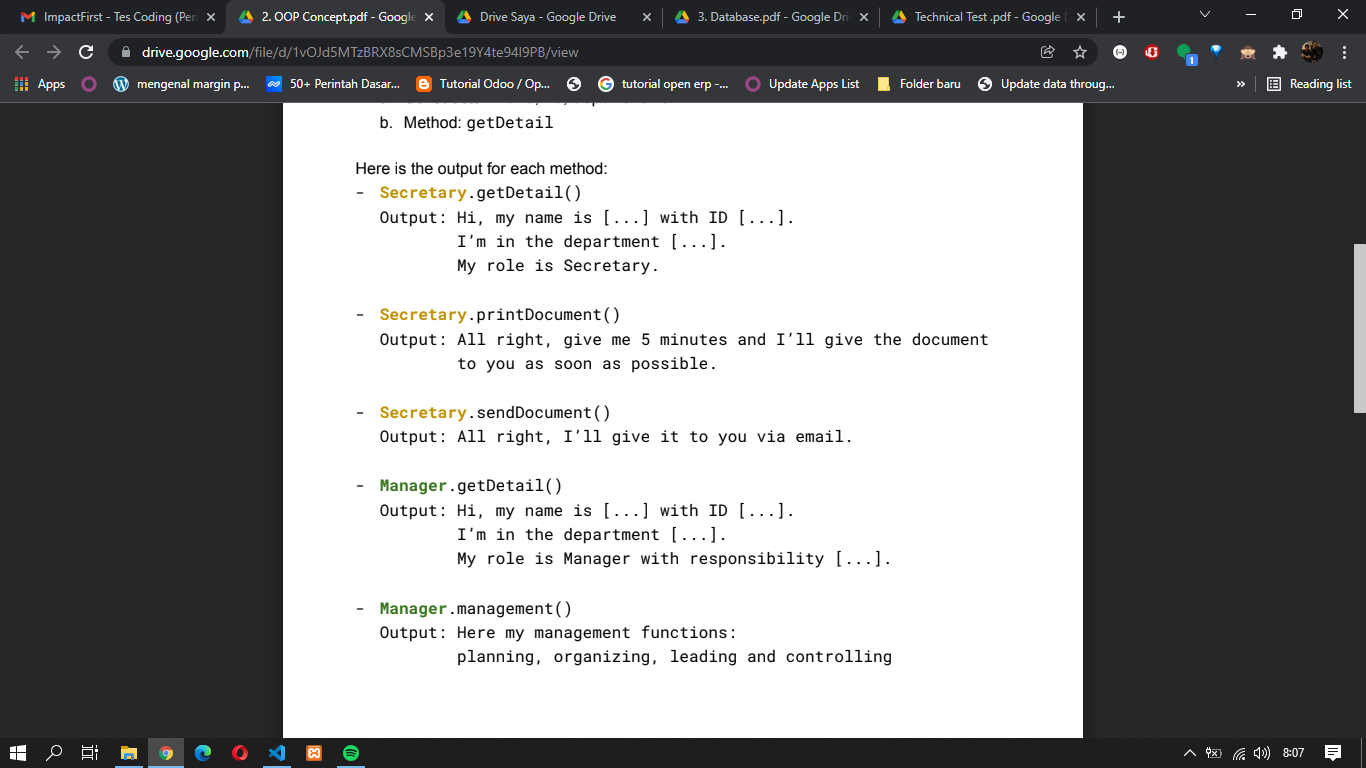 ImpactFirst - Tes Coding (Pen
2. OOP Concept.pdf - Google
Drive Saya - Google Drive
3. Database.pdf - Google Dri
Technical Test .pdf - Google D
drive.google.com/file/d/1vOJd5MTzBRX8sCMSBp3e19Y4te94l9PB/view
Apps
mengenal margin p...
50+ Perintah Dasar...
Tutorial Odoo / Op...
tutorial open erp -...
Update Apps List
Folder baru
Update data throug...
»
Reading list
b. Method: getDetail
Here is the output for each method:
- Secretary.getDetail()
Output: Hi, my name is [...] with ID [...].
I’m in the department [...].
My role is Secretary.
- Secretary.printDocument()
Output: All right, give me 5 minutes and I’ll give the document
to you as soon as possible.
- Secretary.sendDocument()
Output: All right, I’ll give it to you via email.
- Manager.getDetail()
Output: Hi, my name is [...] with ID [...].
I’m in the department [...].
My role is Manager with responsibility [...].
- Manager.management()
Output: Here my management functions:
planning, organizing, leading and controlling
8:07